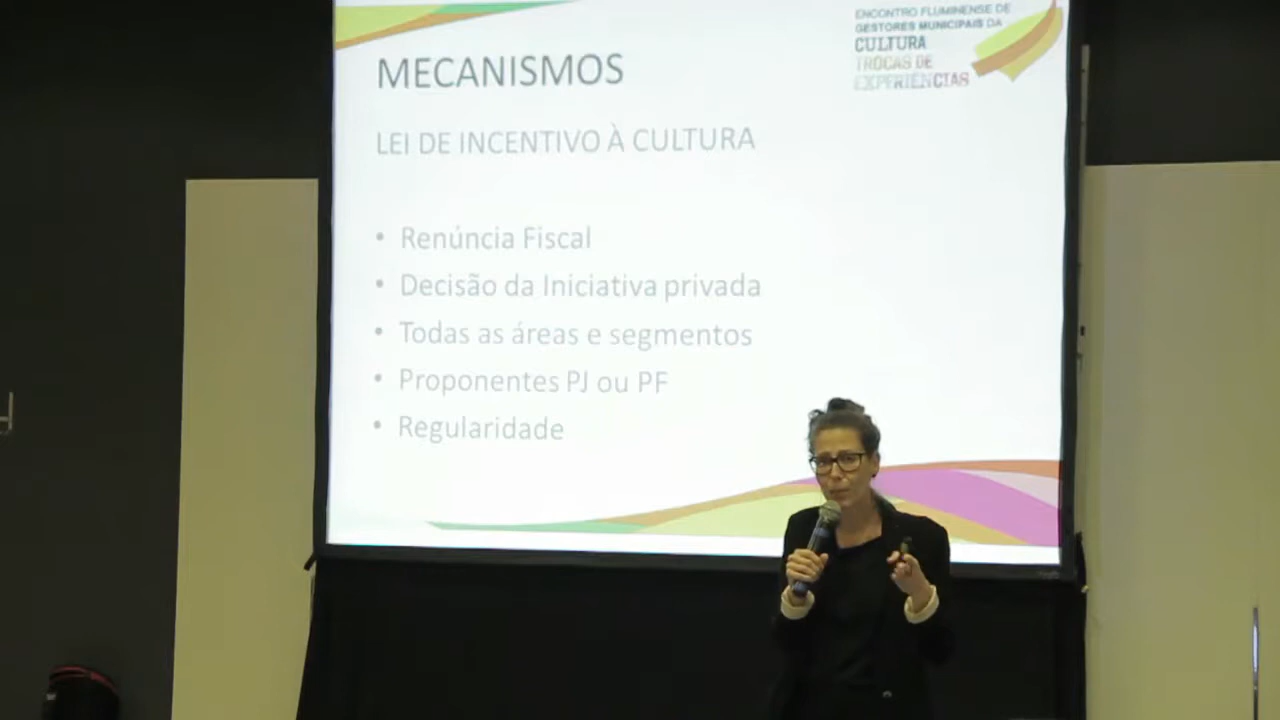 ENCONTRO FLUMINENSE DE
GESTORES MUNICIPAIS DA
CULTURA
TROCAS DE
EXPERIÊNCIAS
MECANISMOS
LEI DE INCENTIVO À CULTURA
• Renúncia Fiscal
• Decisão da Iniciativa privada
• Todas as áreas e segmentos
• Proponentes PJ ou PF
• Regularidade